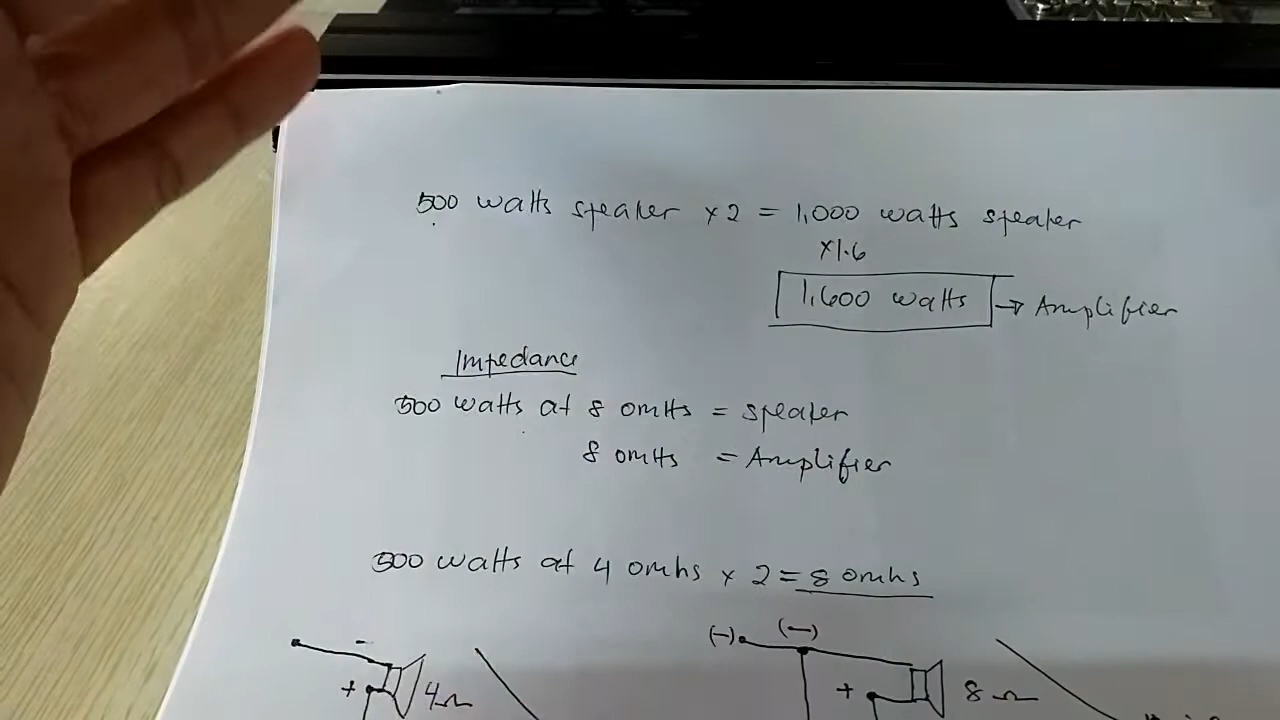 500 watts speaker x2 = 1,000 watts speaker
x1.6
1,600 watts → Amplifier
Impedance
500 watts at 8 omHs = speaker
8 omHs = Amplifier
500 watts at 4 omhs x 2 = 8 omhs
(-) (-)
-
+ 4Ω
+ 8Ω